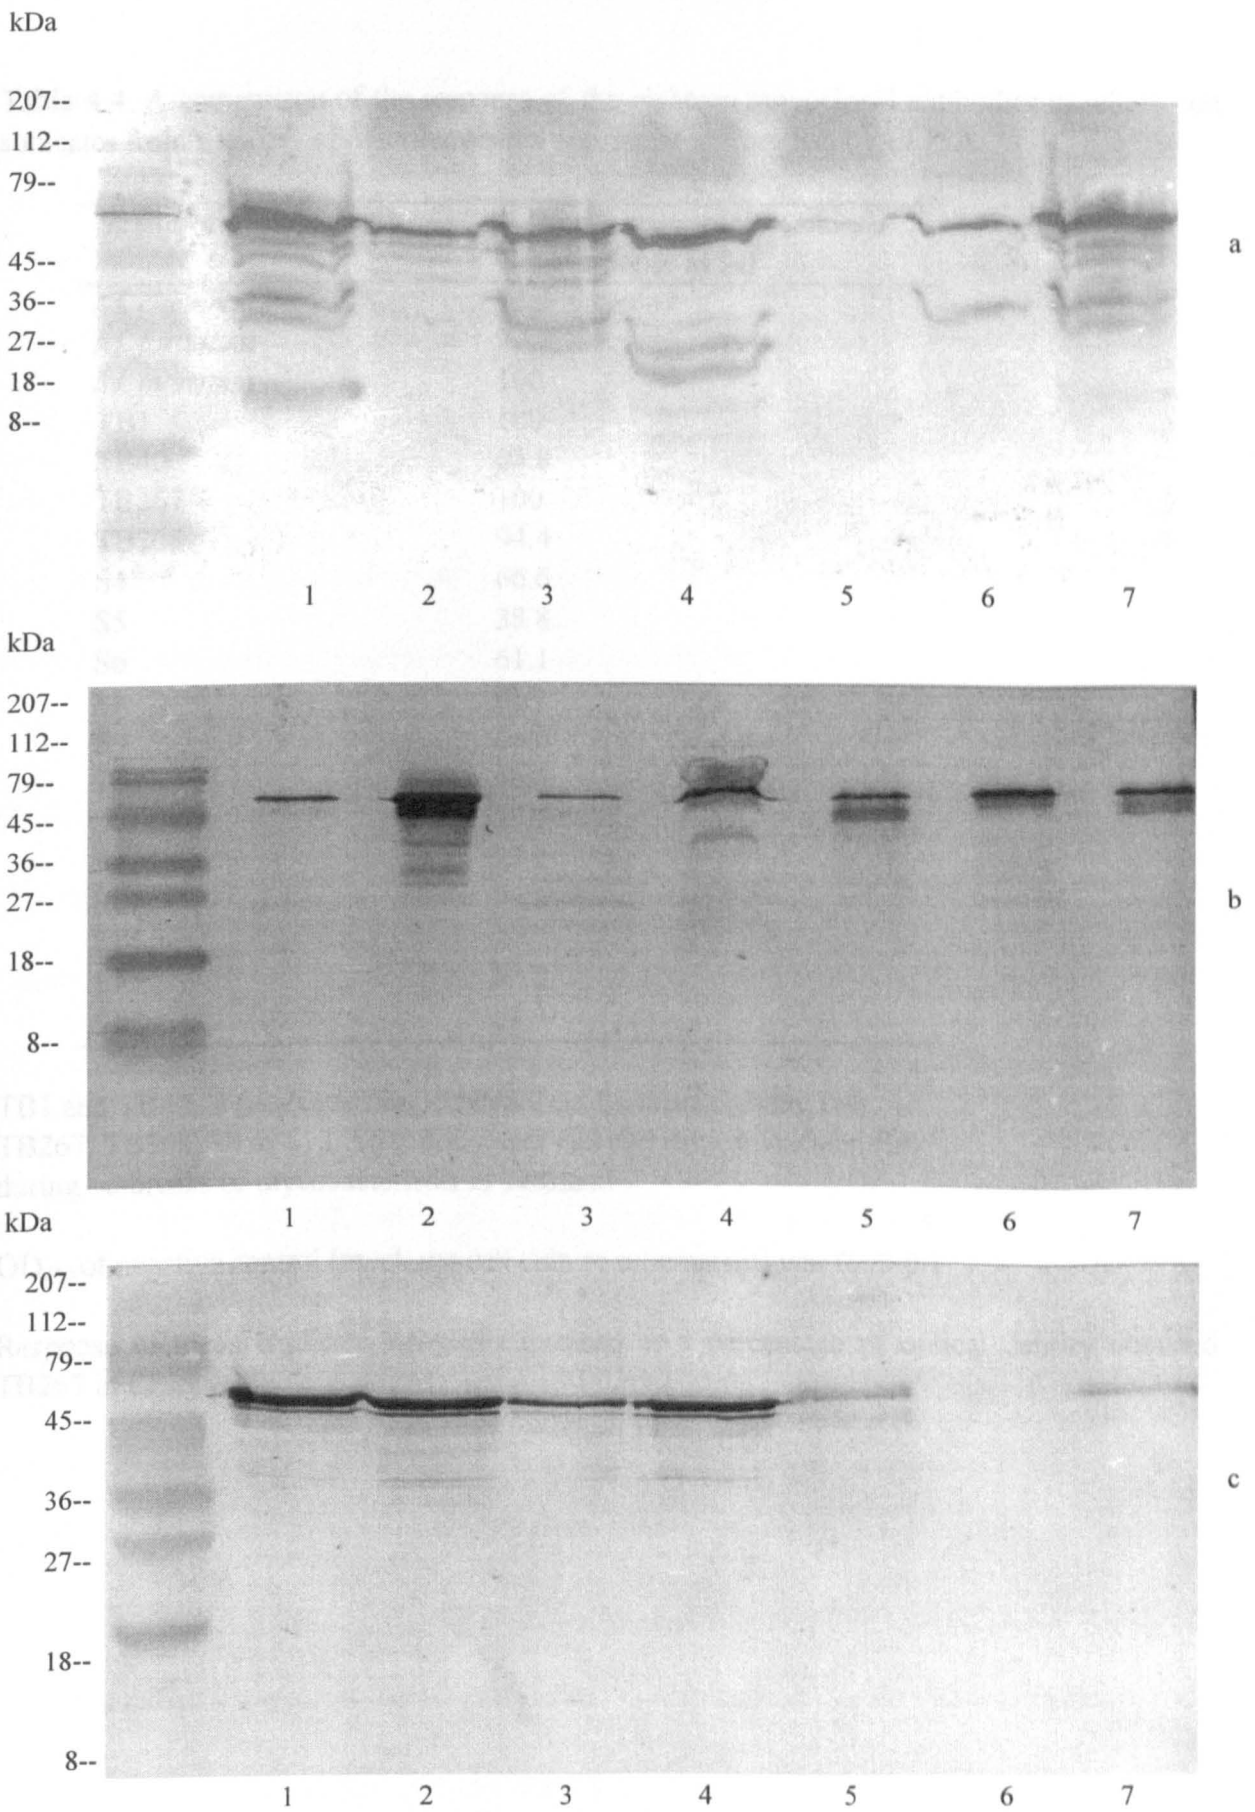 kDa
207--
112--
79--
45--
36--
27--
18--
8--
a
1 2 3 4 5 6 7
kDa
207--
112--
79--
45--
36--
27--
18--
8--
b
1 2 3 4 5 6 7
kDa
207--
112--
79--
45--
36--
27--
18--
8--
c
1 2 3 4 5 6 7